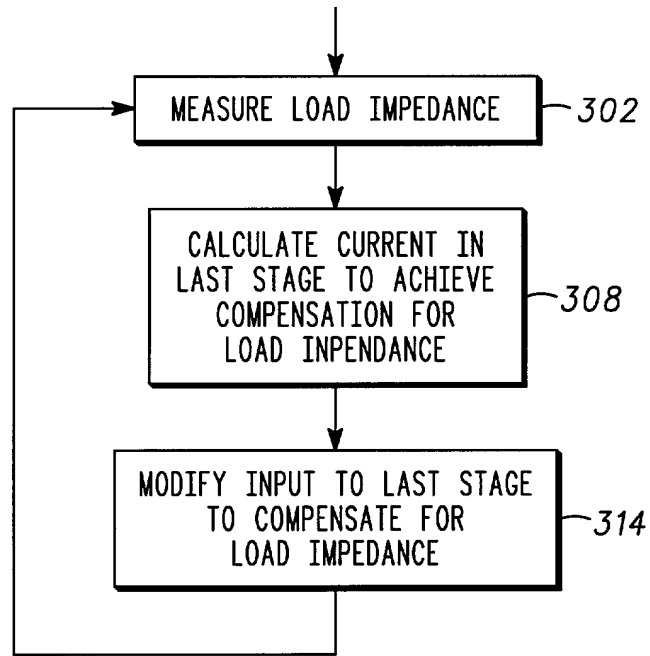 MEASURE LOAD IMPEDANCE
302
CALCULATE CURRENT IN
LAST STAGE TO ACHIEVE
COMPENSATION FOR
LOAD INPENDANCE
308
MODIFY INPUT TO LAST STAGE
TO COMPENSATE FOR
LOAD IMPEDANCE
314